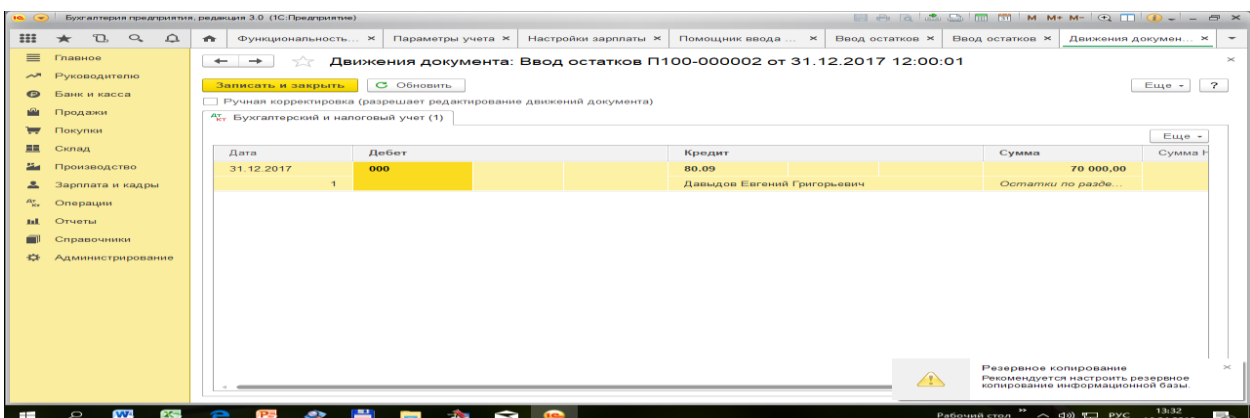 Бухгалтерия предприятия, редакция 3.0 (1С:Предприятие)
M M+ M-
Функциональность... × Параметры учета × Настройки зарплаты × Помощник ввода ... × Ввод остатков × Ввод остатков × Движения докумен... ×
Главное
Руководителю
Банк и касса
Продажи
Покупки
Склад
Производство
Зарплата и кадры
Операции
Отчеты
Справочники
Администрирование
Движения документа: Ввод остатков П100-000002 от 31.12.2017 12:00:01
Записать и закрыть Обновить Еще ?
Ручная корректировка (разрешает редактирование движений документа)
Бухгалтерский и налоговый учет (1)
Еще
Дата Дебет Кредит Сумма Сумма Н
31.12.2017 000 80.09 70 000,00
1 Давыдов Евгений Григорьевич Остатки по разде...
Резервное копирование
Рекомендуется настроить резервное
копирование информационной базы.
Рабочий стол РУС 13:32